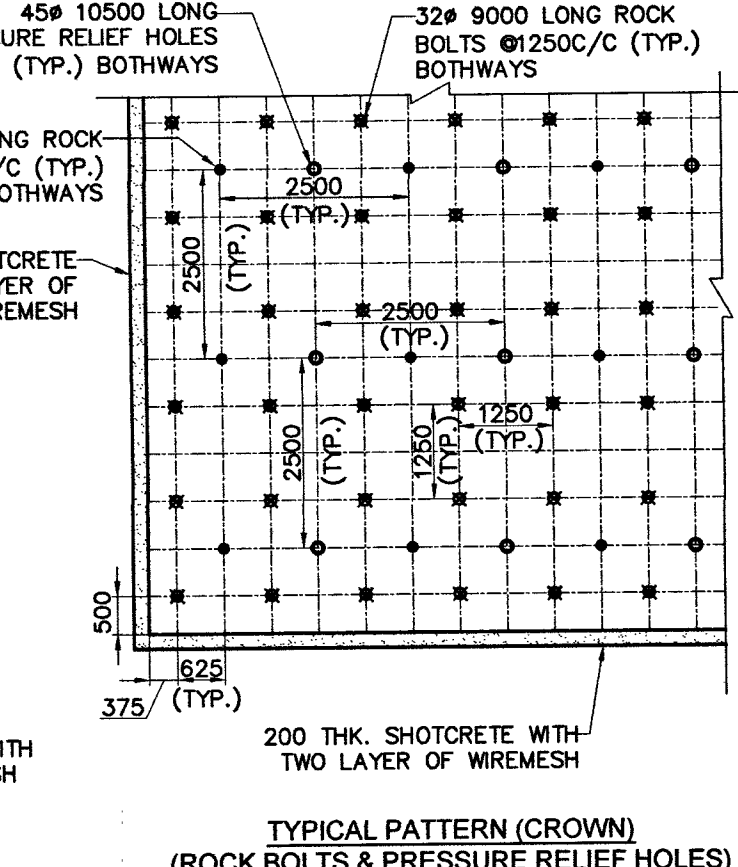 45ø 10500 LONG
URE RELIEF HOLES
(TYP.) BOTHWAYS
32ø 9000 LONG ROCK
BOLTS @1250C/C (TYP.)
BOTHWAYS
NG ROCK
/C (TYP.)
OTHWAYS
TCRETE
YER OF
REMESH
2500
(TYP.)
2500
(TYP.)
2500
(TYP.)
2500
(TYP.)
1250
(TYP.)
1250
(TYP.)
500
625
(TYP.)
375
200 THK. SHOTCRETE WITH
TWO LAYER OF WIREMESH
ITH
SH
TYPICAL PATTERN (CROWN)
(ROCK BOLTS & PRESSURE RELIEF HOLES)